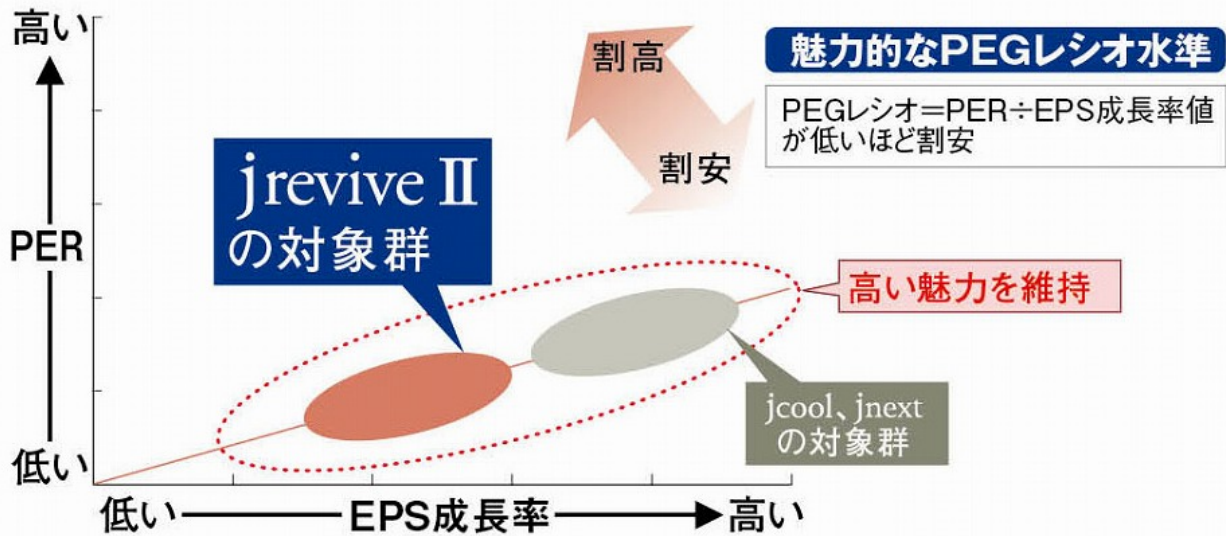 高い
PER
低い
低い
EPS成長率
高い
割高
割安
魅力的なPEGレシオ水準
PEGレシオ=PER÷EPS成長率値
が低いほど割安
jrevive II
の対象群
高い魅力を維持
jcool、jnext
の対象群